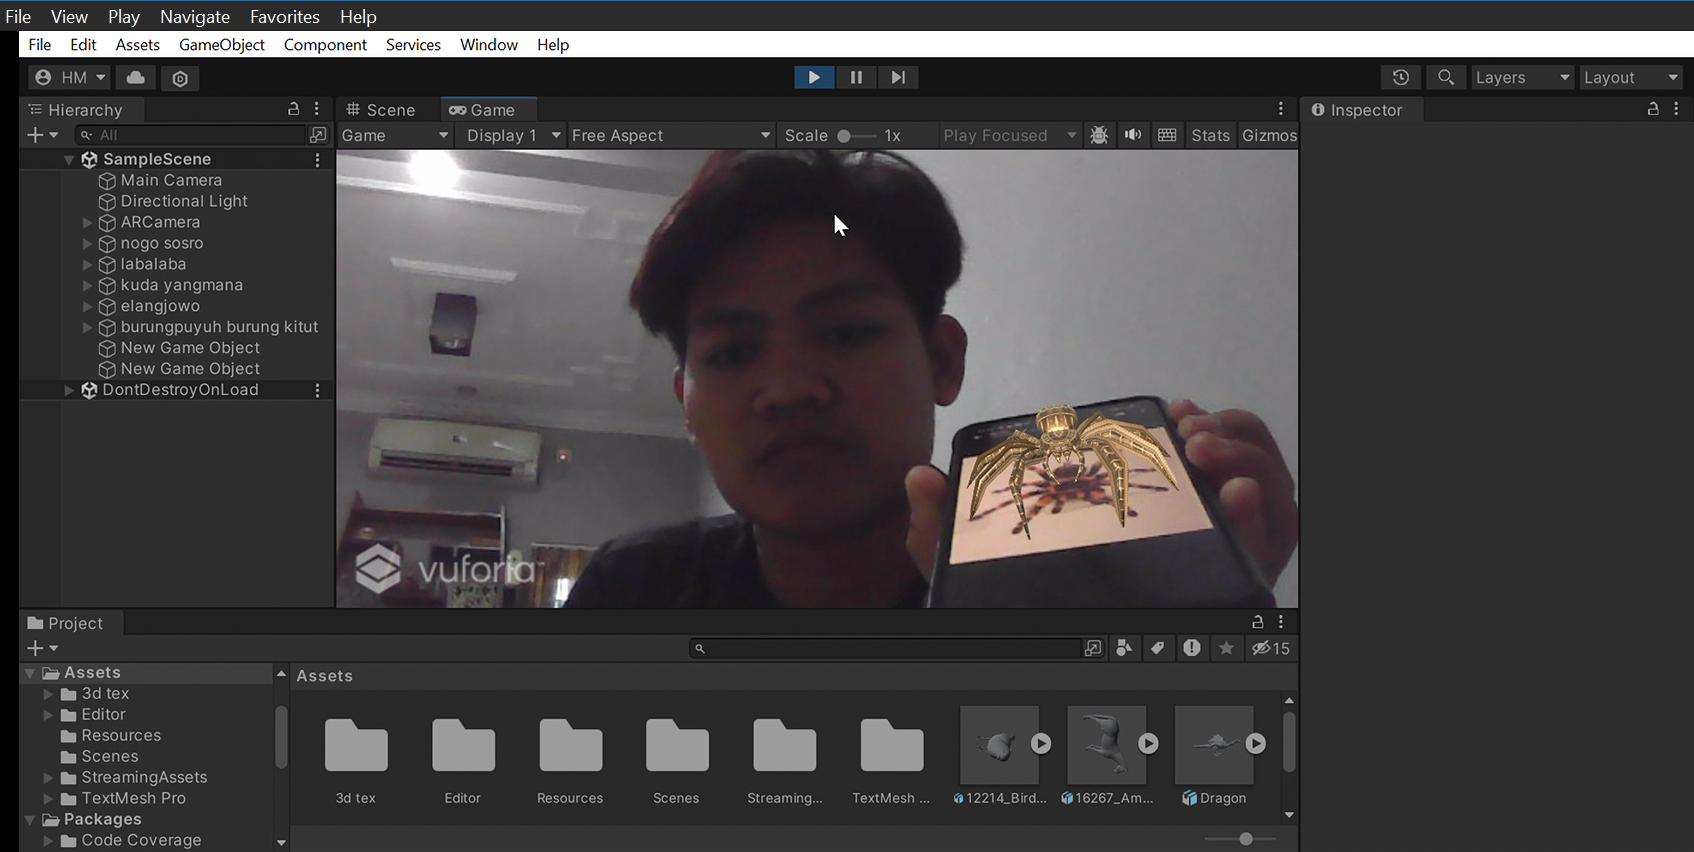 File View Play Navigate Favorites Help
File Edit Assets GameObject Component Services Window Help
HM Layers Layout
Hierarchy Scene Game Inspector
All Game Display 1 Free Aspect Scale 1x Play Focused Stats Gizmos
SampleScene
Main Camera
Directional Light
ARCamera
nogo sosro
labalaba
kuda yangmana
elangjowo
burungpuyuh burung kitut
New Game Object
New Game Object
DontDestroyOnLoad
vuforia
Project
15
Assets
3d tex
Editor
Resources
Scenes
StreamingAssets
TextMesh Pro
Packages
Code Coverage
Assets
3d tex Editor Resources Scenes Streaming... TextMesh ... 12214_Bird... 16267_Am... Dragon